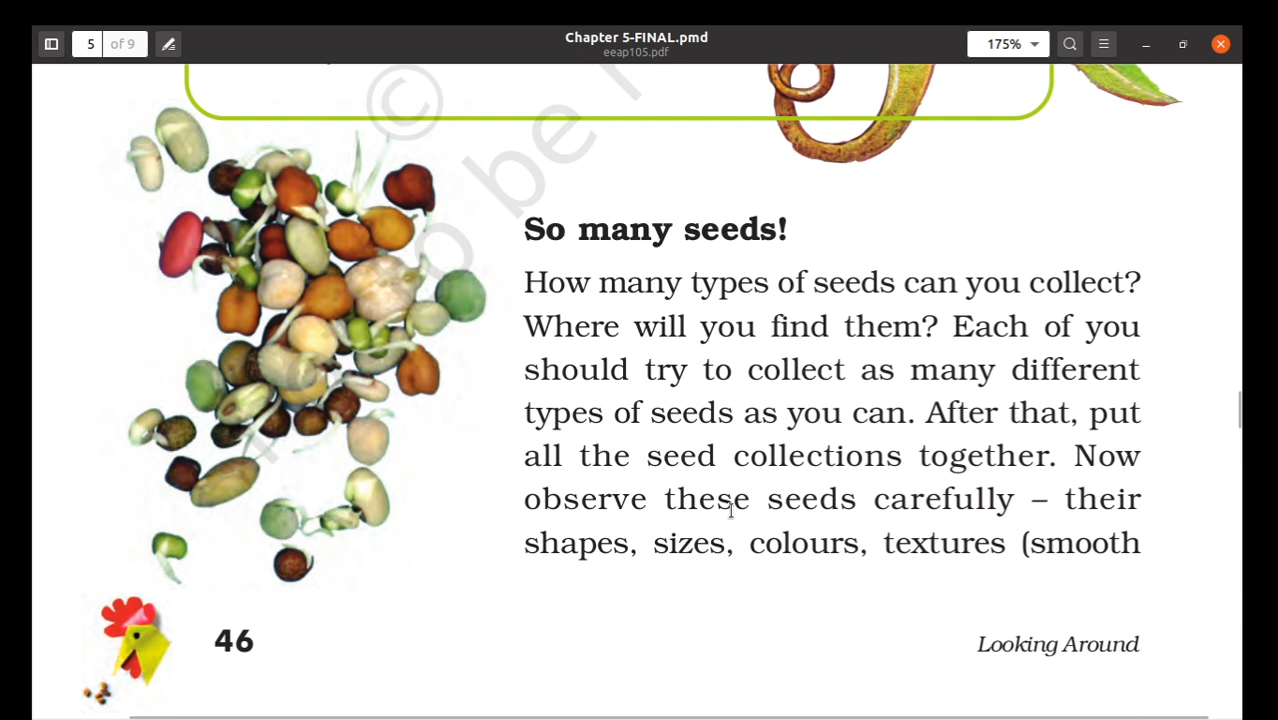 5 of 9
Chapter 5-FINAL.pmd
eeap105.pdf
175%
©
o be r
So many seeds!
How many types of seeds can you collect?
Where will you find them? Each of you
should try to collect as many different
types of seeds as you can. After that, put
all the seed collections together. Now
observe these seeds carefully – their
shapes, sizes, colours, textures (smooth
46
Looking Around